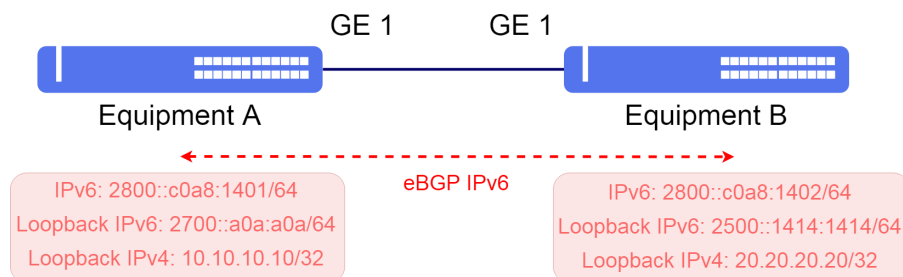 GE 1
GE 1
Equipment A
Equipment B
eBGP IPv6
IPv6: 2800::c0a8:1401/64
Loopback IPv6: 2700::a0a:a0a/64
Loopback IPv4: 10.10.10.10/32
IPv6: 2800::c0a8:1402/64
Loopback IPv6: 2500::1414:1414/64
Loopback IPv4: 20.20.20.20/32